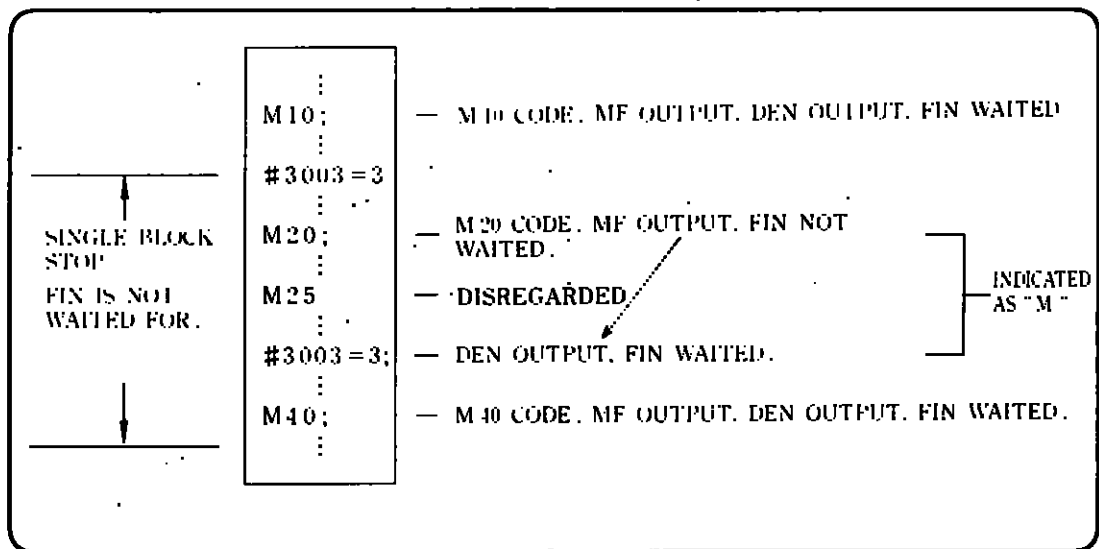 M10;
— M10 CODE. MF OUTPUT. DEN OUTPUT. FIN WAITED
#3003=3
SINGLE BLOCK
STOP
FIN IS NOT
WAITED FOR.
M20;
— M20 CODE. MF OUTPUT. FIN NOT
WAITED.
M25
— DISREGARDED
#3003=3;
— DEN OUTPUT. FIN WAITED.
INDICATED
AS "M"
M40;
— M40 CODE. MF OUTPUT. DEN OUTPUT. FIN WAITED.